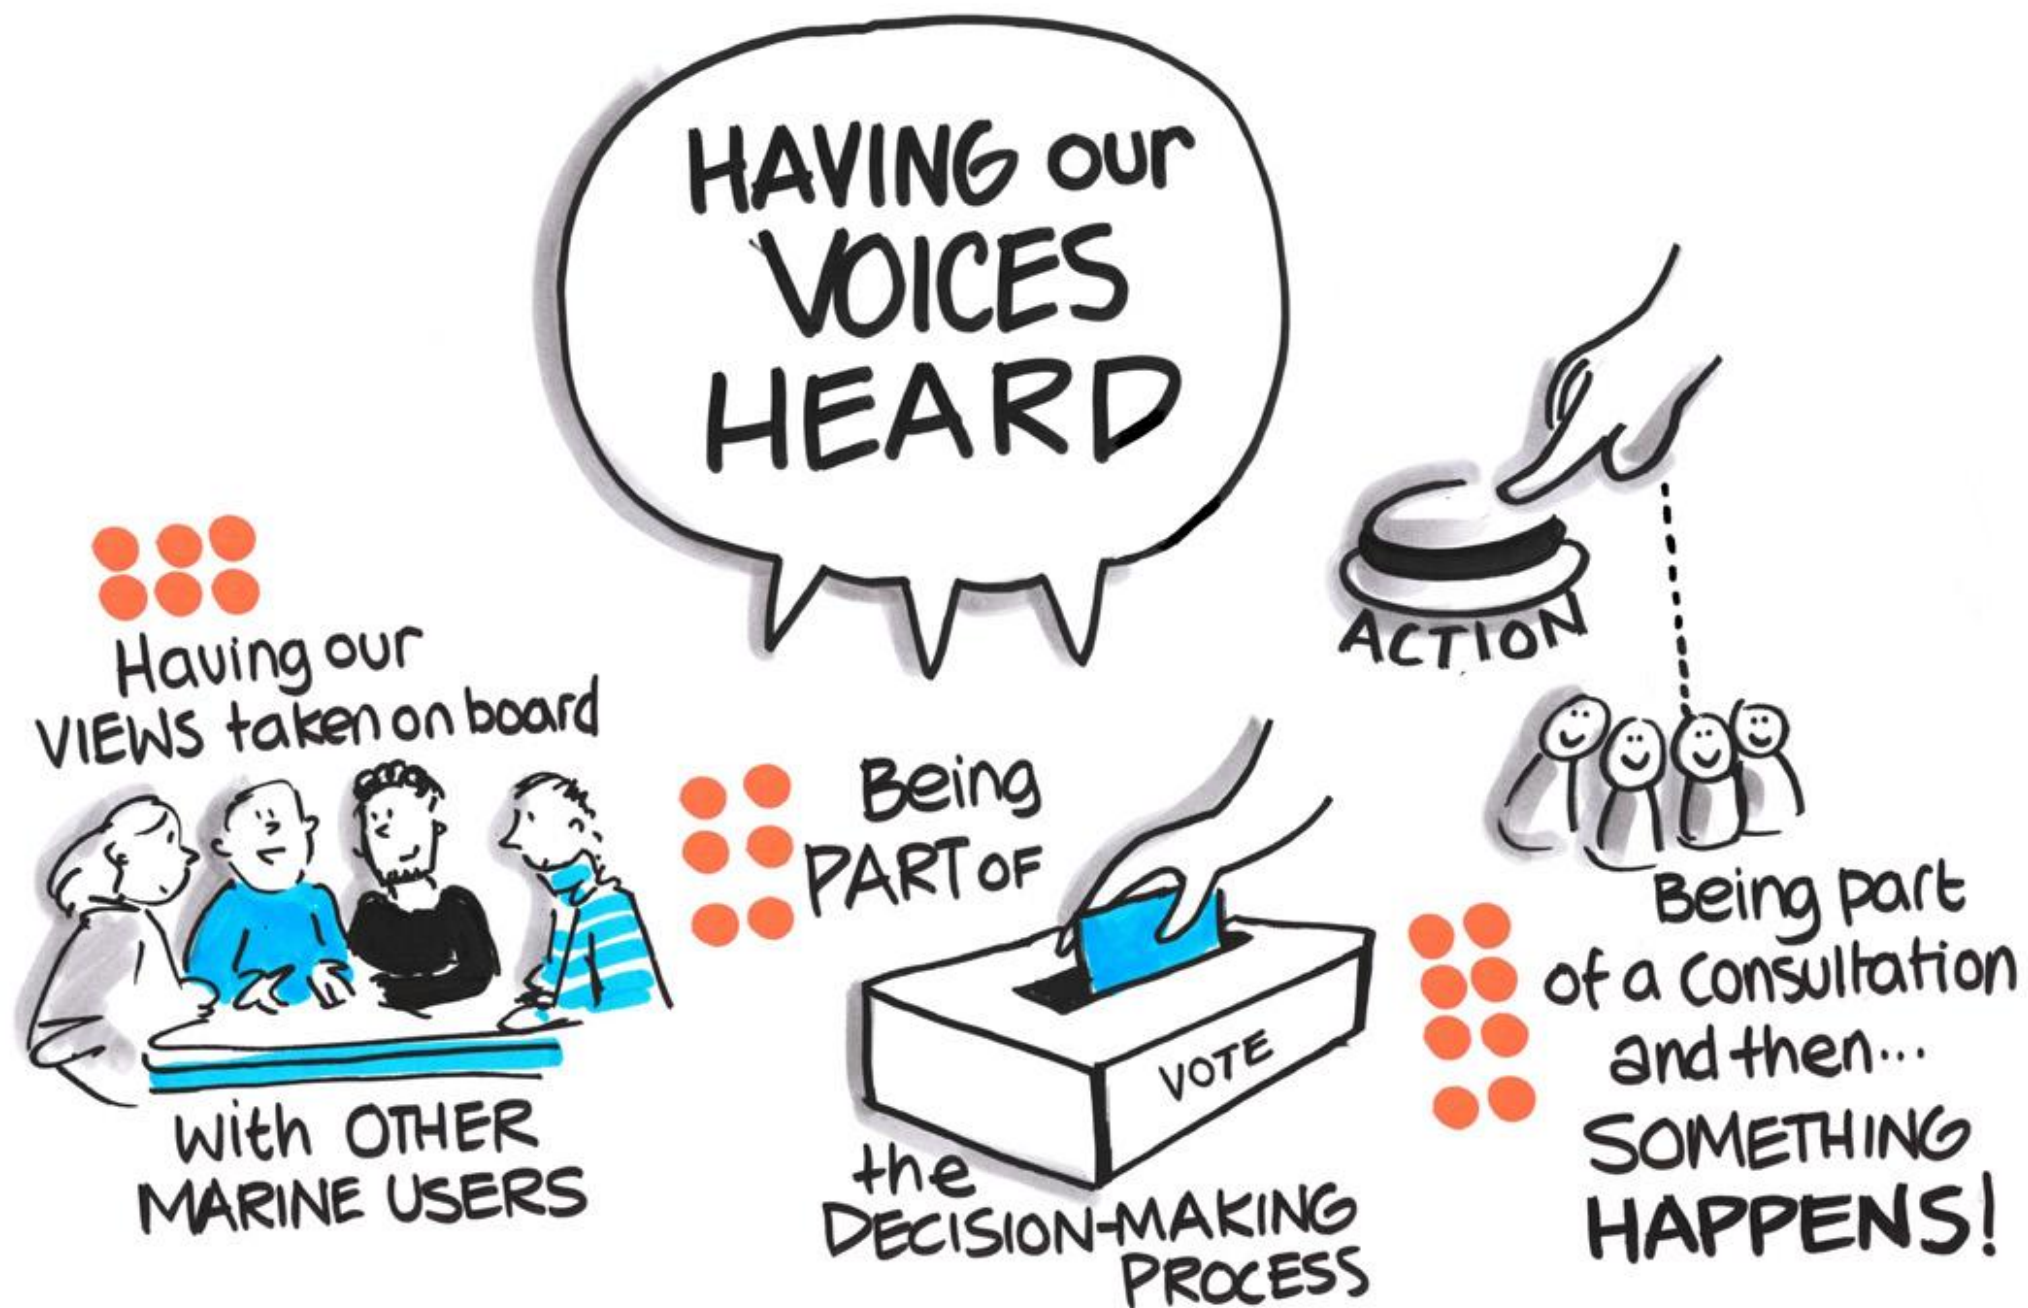 HAVING our
VOICES
HEARD
Having our
VIEWS taken on board
with OTHER
MARINE USERS
Being
PART OF
VOTE
the
DECISION-MAKING
PROCESS
ACTION
Being part
of a consultation
and then...
SOMETHING
HAPPENS!